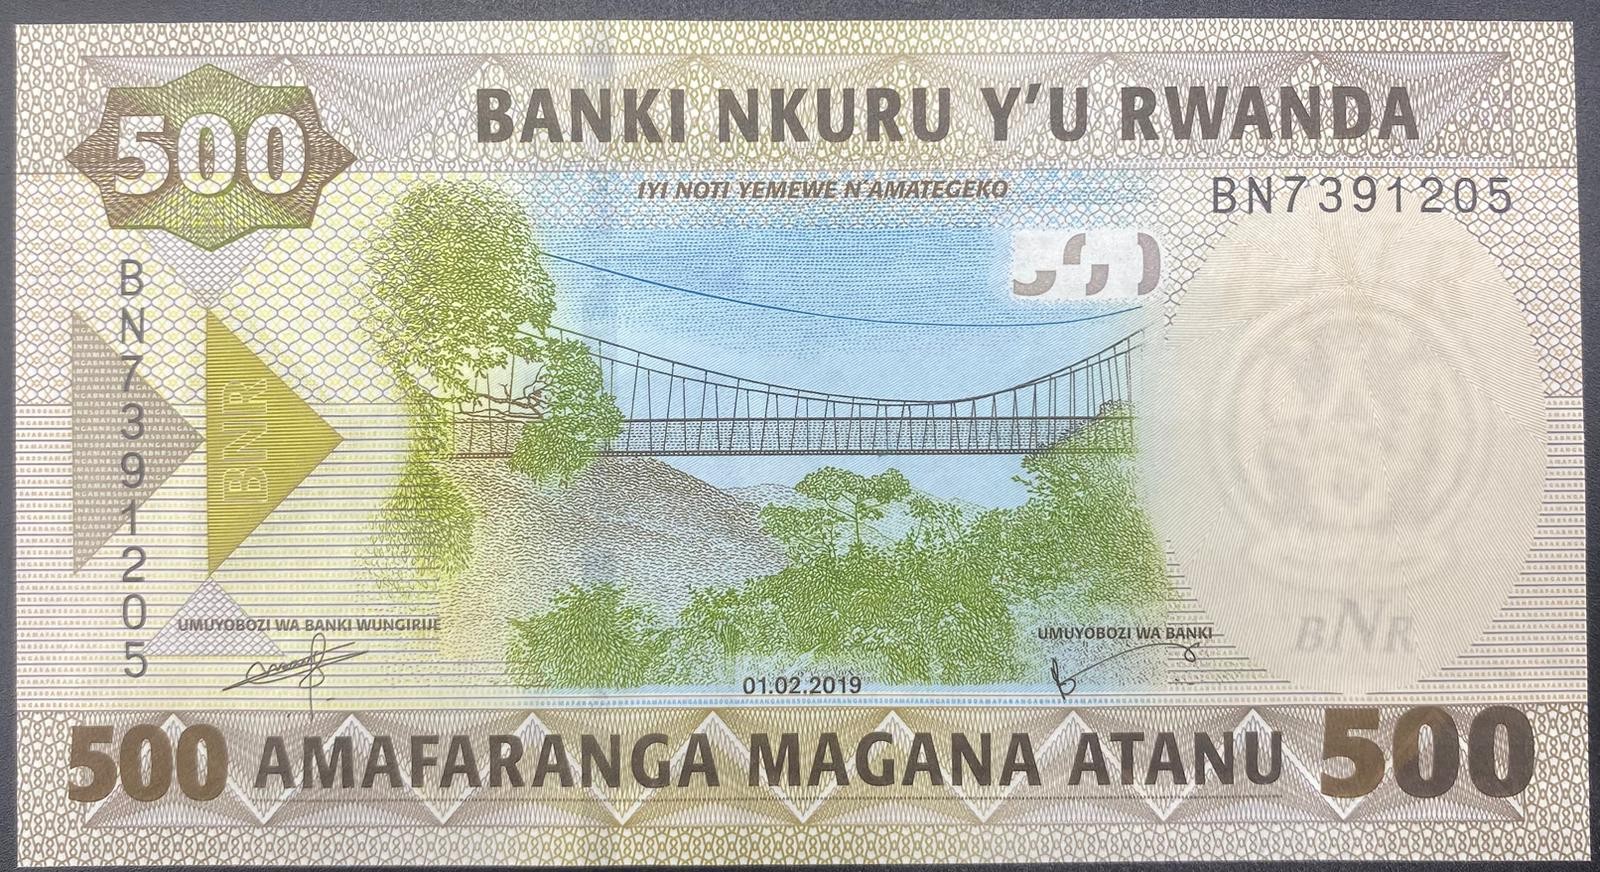 500
BANKI NKURU Y'U RWANDA
IYI NOTI YEMEWE N'AMATEGEKO
BN7391205
500
BN7391205
BNR
UMUYOBOZI WA BANKI WUNGIRIJE
UMUYOBOZI WA BANKI
BNR
01.02.2019
500 AMAFARANGA MAGANA ATANU 500